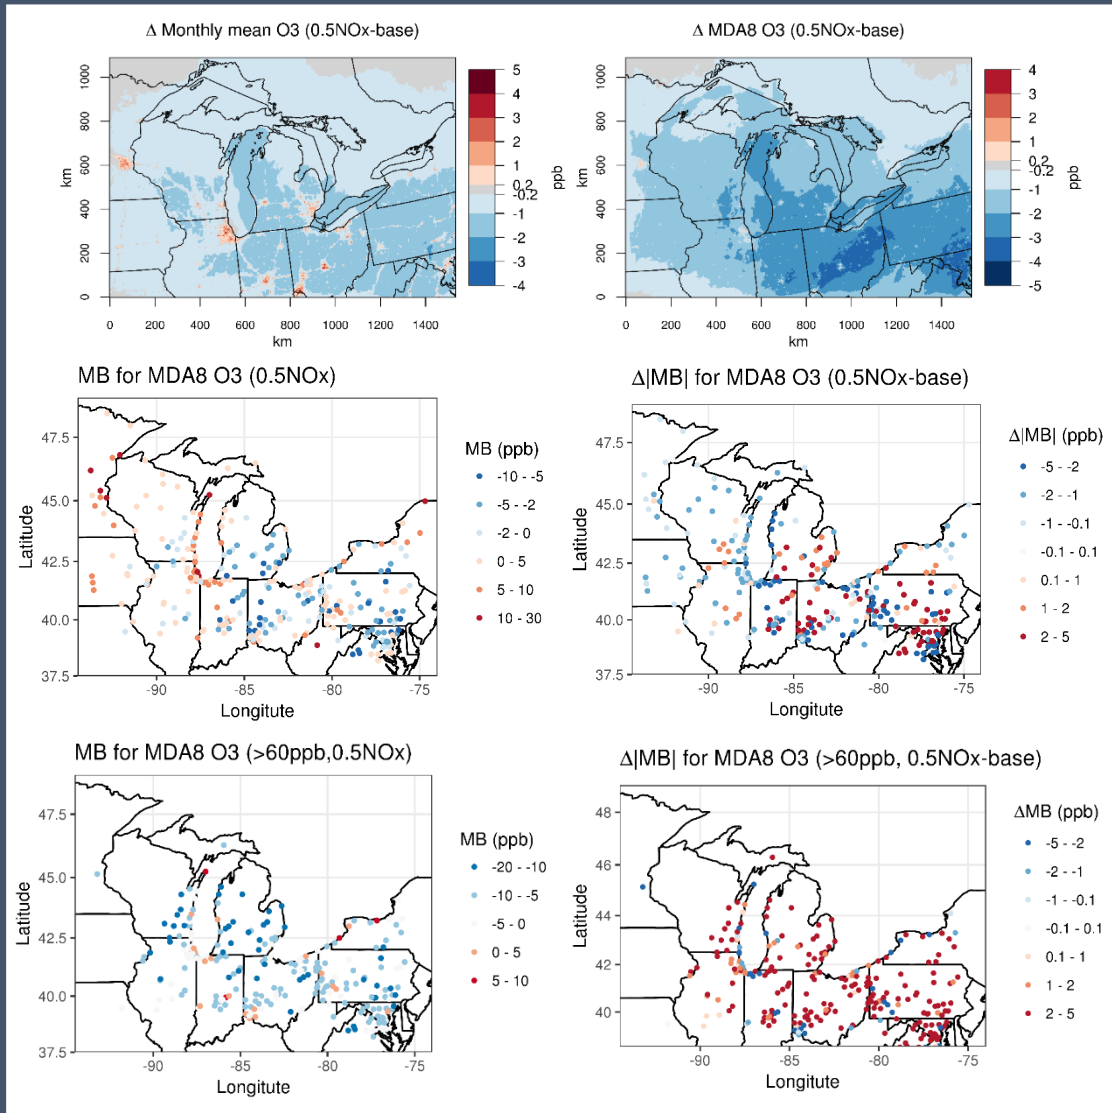 Δ Monthly mean O3 (0.5NOx-base)
1000
800
600
400
200
0
km
0 200 400 600 800 1000 1200 1400
km
5
4
3
2
1
0.2
-0.2
-1
-2
-3
-4
ppb
Δ MDA8 O3 (0.5NOx-base)
1000
800
600
400
200
0
km
0 200 400 600 800 1000 1200 1400
km
4
3
2
1
0.2
-0.2
-1
-2
-3
-4
-5
ppb
MB for MDA8 O3 (0.5NOx)
47.5
45.0
42.5
40.0
37.5
Latitude
-90 -85 -80 -75
Longitute
MB (ppb)
-10 - -5
-5 - -2
-2 - 0
0 - 5
5 - 10
10 - 30
Δ|MB| for MDA8 O3 (0.5NOx-base)
47.5
45.0
42.5
40.0
37.5
Latitude
-90 -85 -80 -75
Longitute
Δ|MB| (ppb)
-5 - -2
-2 - -1
-1 - -0.1
-0.1 - 0.1
0.1 - 1
1 - 2
2 - 5
MB for MDA8 O3 (>60ppb,0.5NOx)
47.5
45.0
42.5
40.0
37.5
Latitude
-90 -85 -80 -75
Longitute
MB (ppb)
-20 - -10
-10 - -5
-5 - 0
0 - 5
5 - 10
Δ|MB| for MDA8 O3 (>60ppb, 0.5NOx-base)
48
46
44
42
40
Latitude
-90 -85 -80 -75
Longitute
ΔMB (ppb)
-5 - -2
-2 - -1
-1 - -0.1
-0.1 - 0.1
0.1 - 1
1 - 2
2 - 5